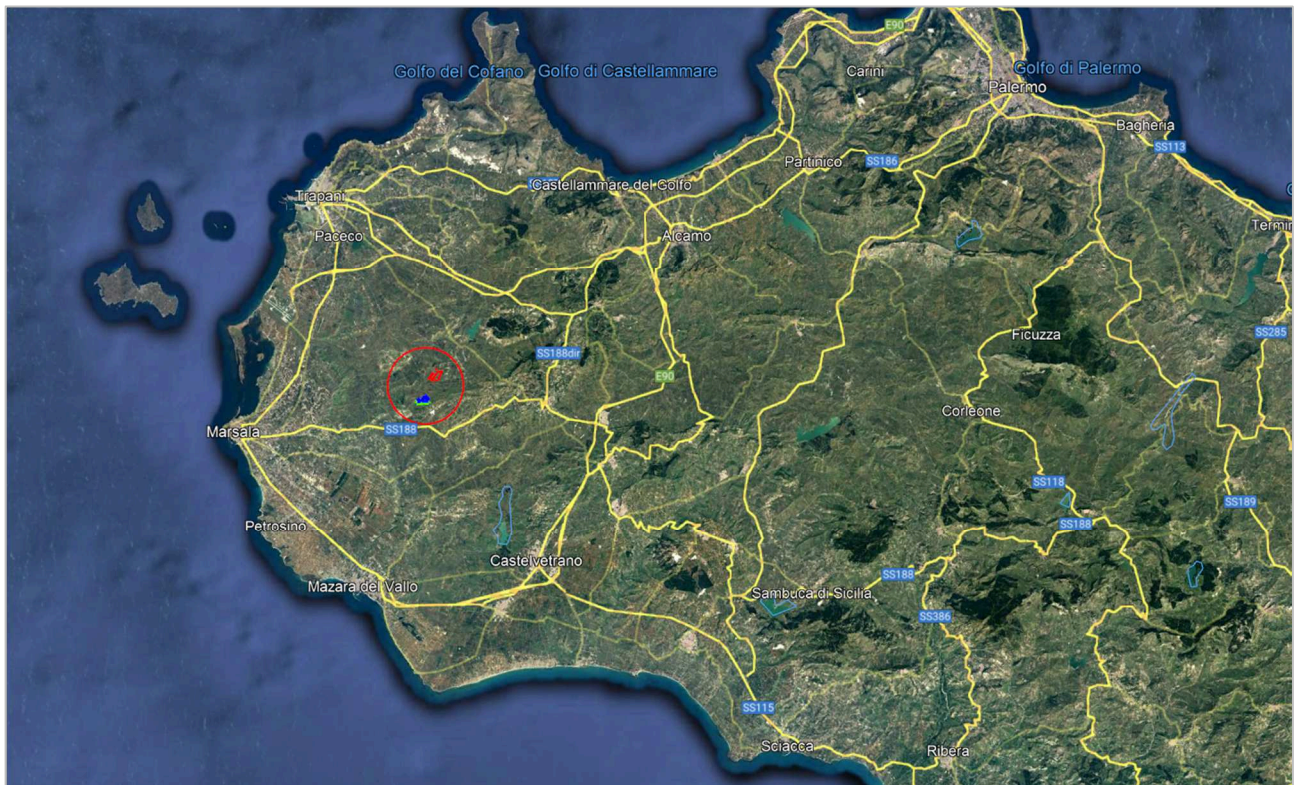 E90
Golfo del Cofano
Golfo di Castellammare
Carini
Golfo di Palermo
Palermo
Bagheria
SS113
Partinico
SS186
Castellammare del Golfo
Trapani
Paceco
Alcamo
Termin
SS285
Ficuzza
SS188dir
E90
Corleone
Marsala
SS188
SS118
SS189
SS188
Petrosino
Castelvetrano
Mazara del Vallo
SS188
Sambuca di Sicilia
SS386
SS115
Sciacca
Ribera